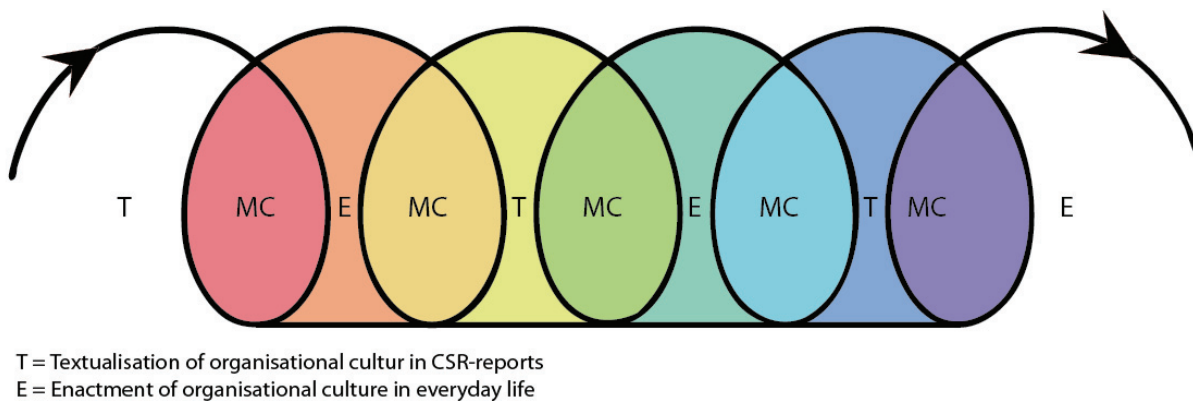 T MC E MC T MC E MC T MC E
T = Textualisation of organisational cultur in CSR-reports
E = Enactment of organisational culture in everyday life